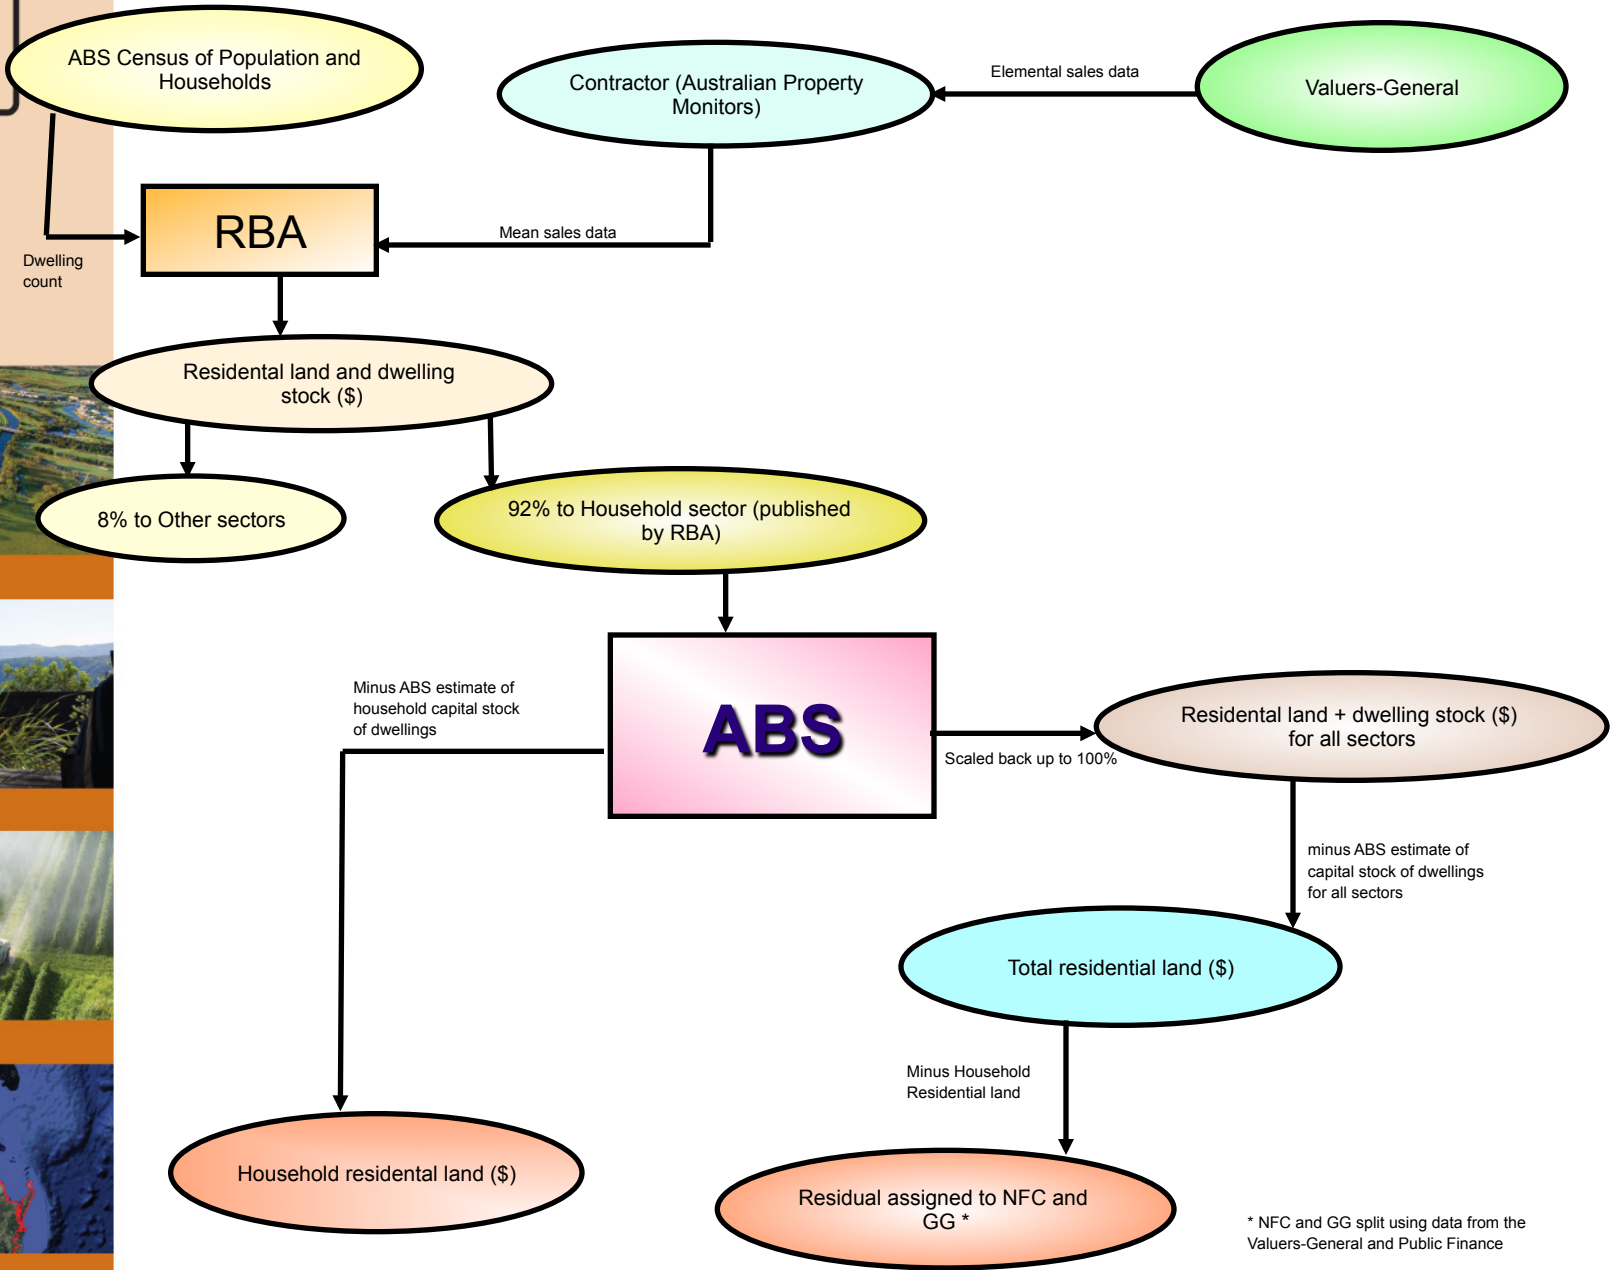 ABS Census of Population and
Households
Contractor (Australian Property
Monitors)
Elemental sales data
Valuers-General
RBA
Mean sales data
Dwelling
count
Residental land and dwelling
stock ($)
8% to Other sectors
92% to Household sector (published
by RBA)
Minus ABS estimate of
household capital stock
of dwellings
ABS
Scaled back up to 100%
Residental land + dwelling stock ($)
for all sectors
minus ABS estimate of
capital stock of dwellings
for all sectors
Total residential land ($)
Minus Household
Residential land
Household residental land ($)
Residual assigned to NFC and
GG *
* NFC and GG split using data from the
Valuers-General and Public Finance